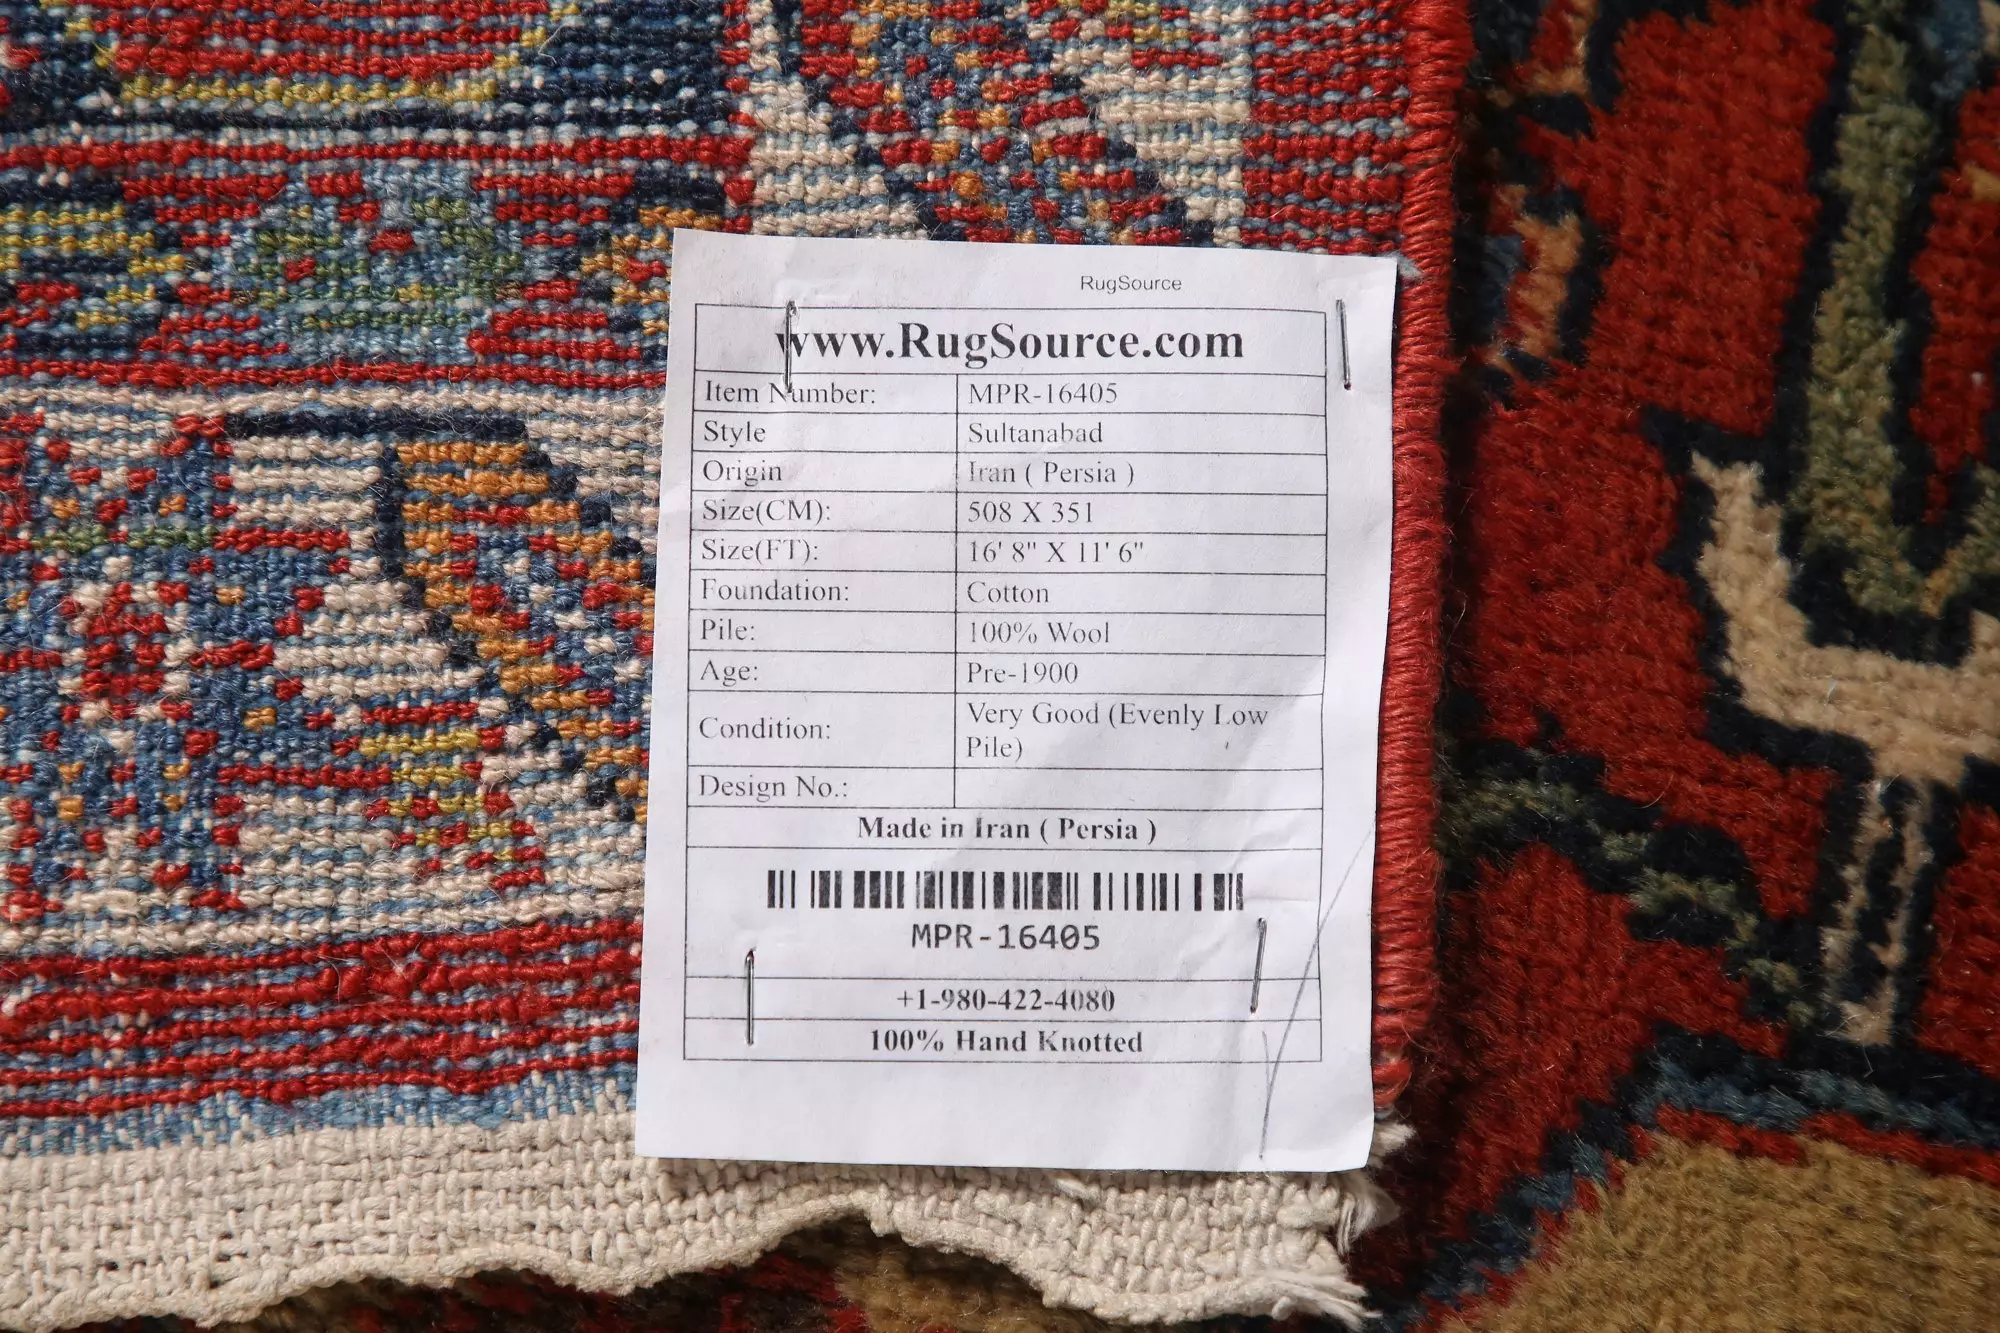 RugSource
www.RugSource.com
Item Number: MPR-16405
Style Sultanabad
Origin Iran ( Persia )
Size(CM): 508 X 351
Size(FT): 16' 8" X 11' 6"
Foundation: Cotton
Pile: 100% Wool
Age: Pre-1900
Condition: Very Good (Evenly Low
Pile)
Design No.:
Made in Iran ( Persia )
MPR-16405
+1-980-422-4080
100% Hand Knotted